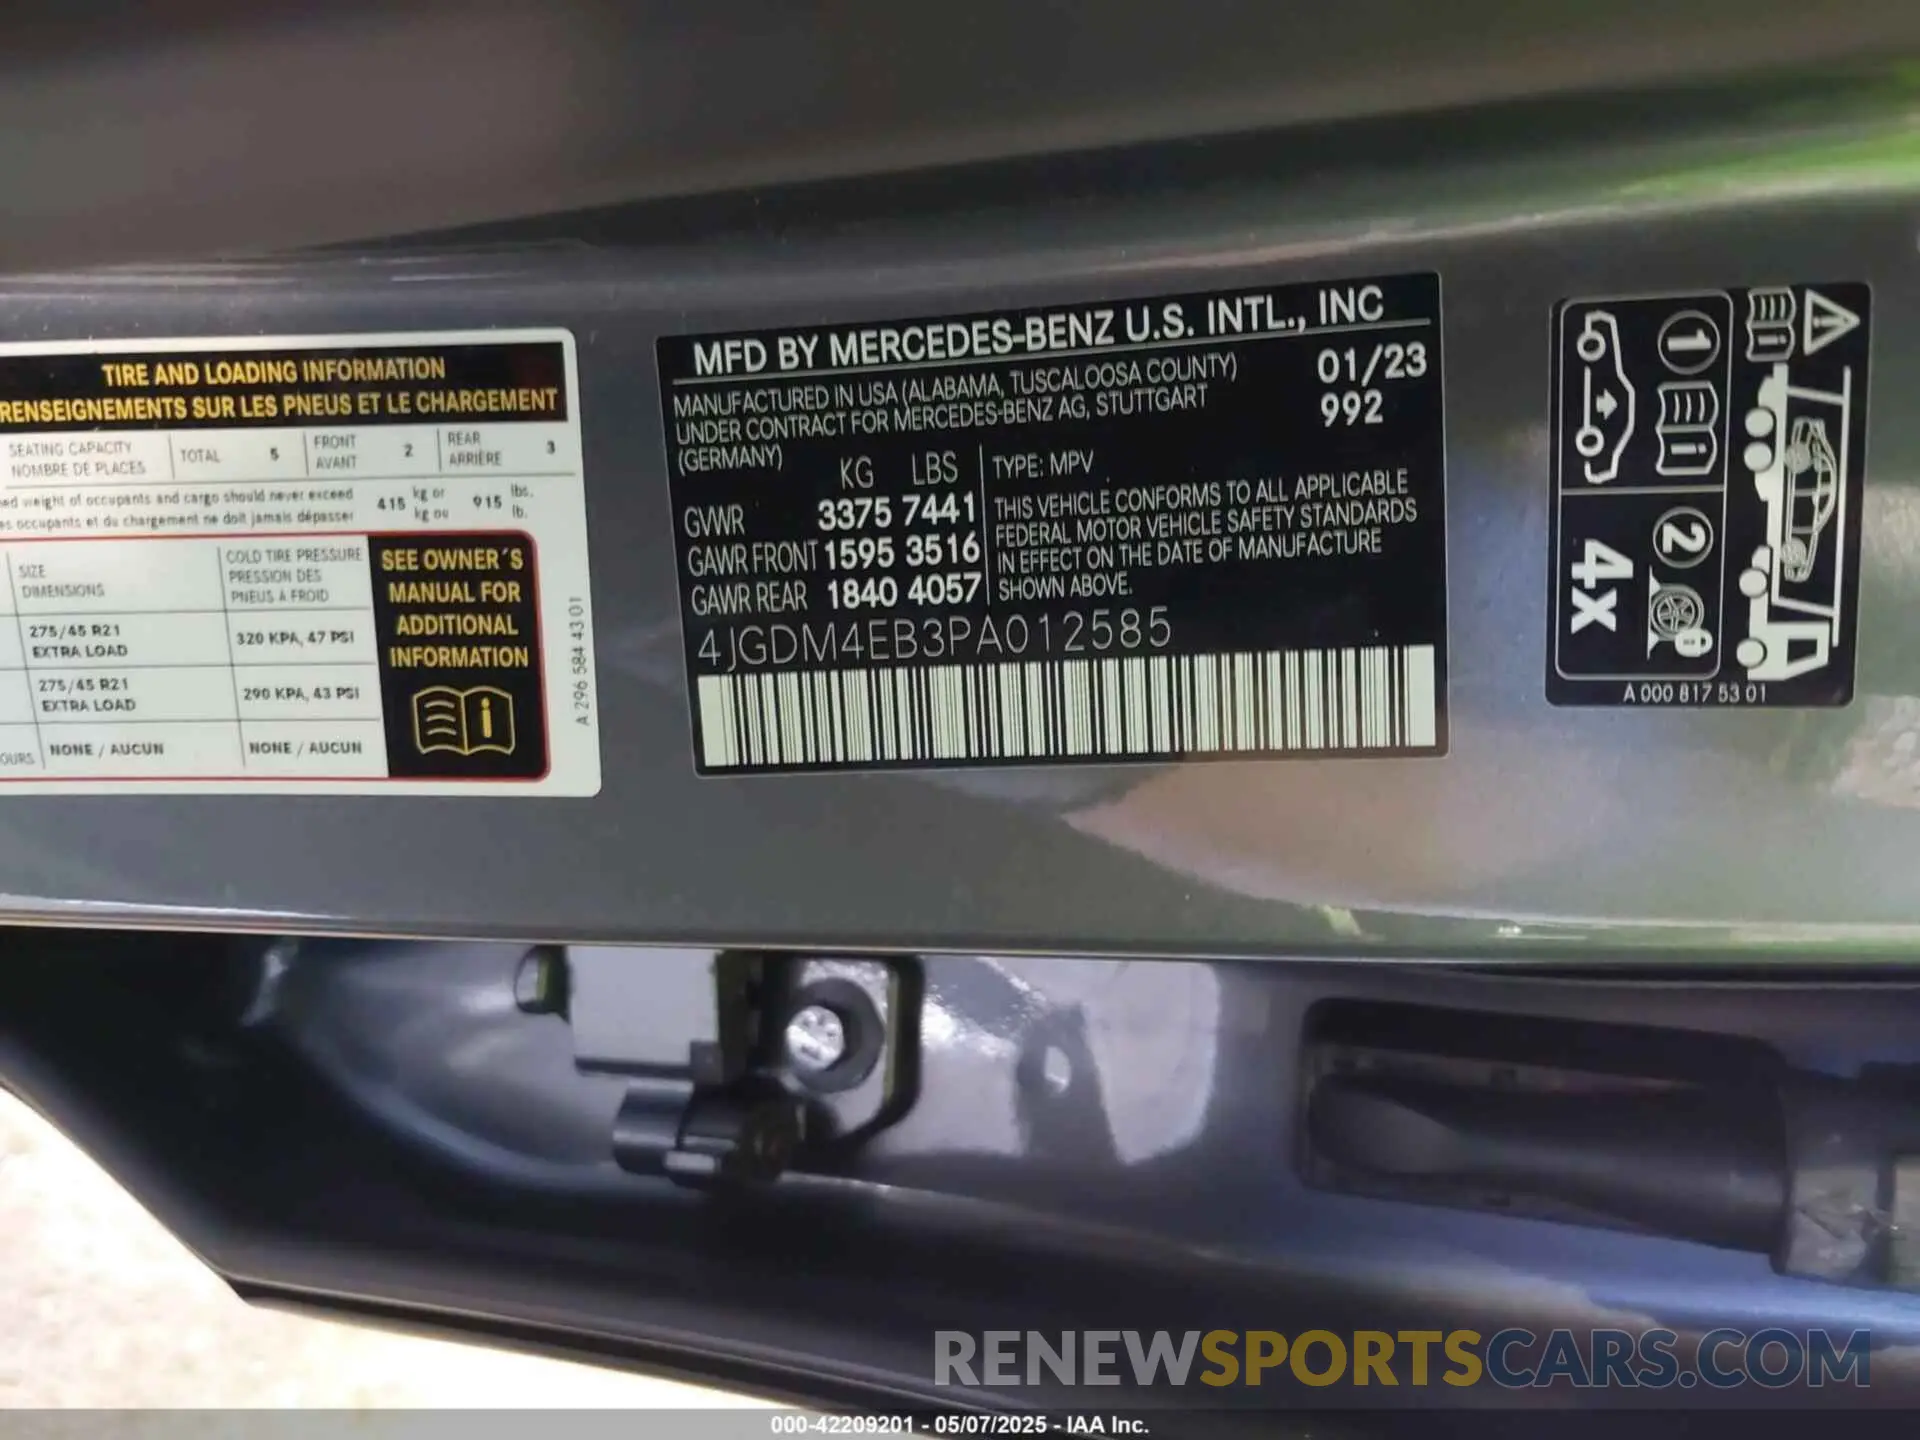 TIRE AND LOADING INFORMATION
RENSEIGNEMENTS SUR LES PNEUS ET LE CHARGEMENT
SEATING CAPACITY
NOMBRE DE PLACES
TOTAL 5
FRONT
AVANT 2
REAR
ARRIÈRE 3
weight of occupants and cargo should never exceed 415 kg or 915 lbs.
occupants et du chargement ne doit jamais dépasser kg ou lb.
SIZE
DIMENSIONS
COLD TIRE PRESSURE
PRESSION DES
PNEUS A FROID
275/45 R21
EXTRA LOAD
320 KPA, 47 PSI
275/45 R21
EXTRA LOAD
290 KPA, 43 PSI
NONE / AUCUN
NONE / AUCUN
SEE OWNER´S
MANUAL FOR
ADDITIONAL
INFORMATION
A 296 584 43 01
MFD BY MERCEDES-BENZ U.S. INTL., INC
MANUFACTURED IN USA (ALABAMA, TUSCALOOSA COUNTY)
UNDER CONTRACT FOR MERCEDES-BENZ AG, STUTTGART
(GERMANY)
01/23
992
KG LBS
GVWR 3375 7441
GAWR FRONT 1595 3516
GAWR REAR 1840 4057
TYPE: MPV
THIS VEHICLE CONFORMS TO ALL APPLICABLE
FEDERAL MOTOR VEHICLE SAFETY STANDARDS
IN EFFECT ON THE DATE OF MANUFACTURE
SHOWN ABOVE.
4JGDM4EB3PA012585
1
2
4x
A 000 817 53 01
RENEWSPORTSCARS.COM
000-42209201 - 05/07/2025 - IAA Inc.